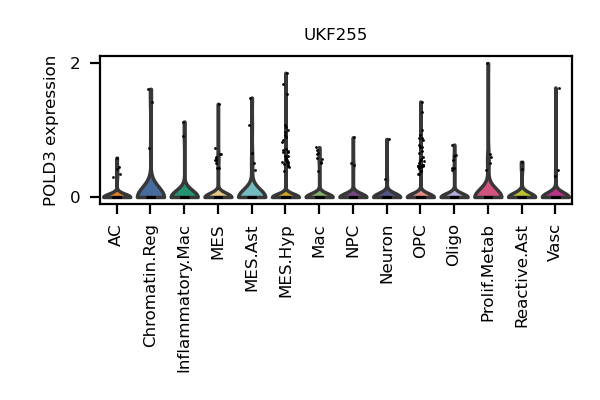 UKF255
POLD3 expression
2
0
AC
Chromatin.Reg
Inflammatory.Mac
MES
MES.Ast
MES.Hyp
Mac
NPC
Neuron
OPC
Oligo
Prolif.Metab
Reactive.Ast
Vasc